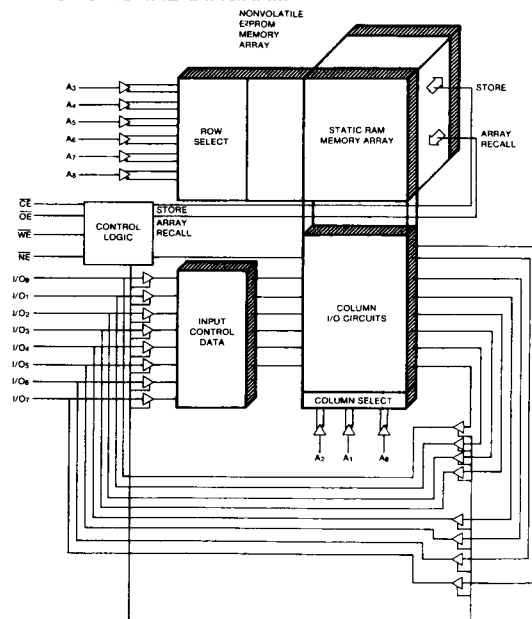 NONVOLATILE
E²PROM
MEMORY
ARRAY
A3
A4
A5
A6
A7
A8
ROW
SELECT
STATIC RAM
MEMORY ARRAY
STORE
ARRAY
RECALL
CE
OE
WE
NE
CONTROL
LOGIC
STORE
ARRAY
RECALL
I/O0
I/O1
I/O2
I/O3
I/O4
I/O5
I/O6
I/O7
INPUT
CONTROL
DATA
COLUMN
I/O CIRCUITS
COLUMN SELECT
A2
A1
A0